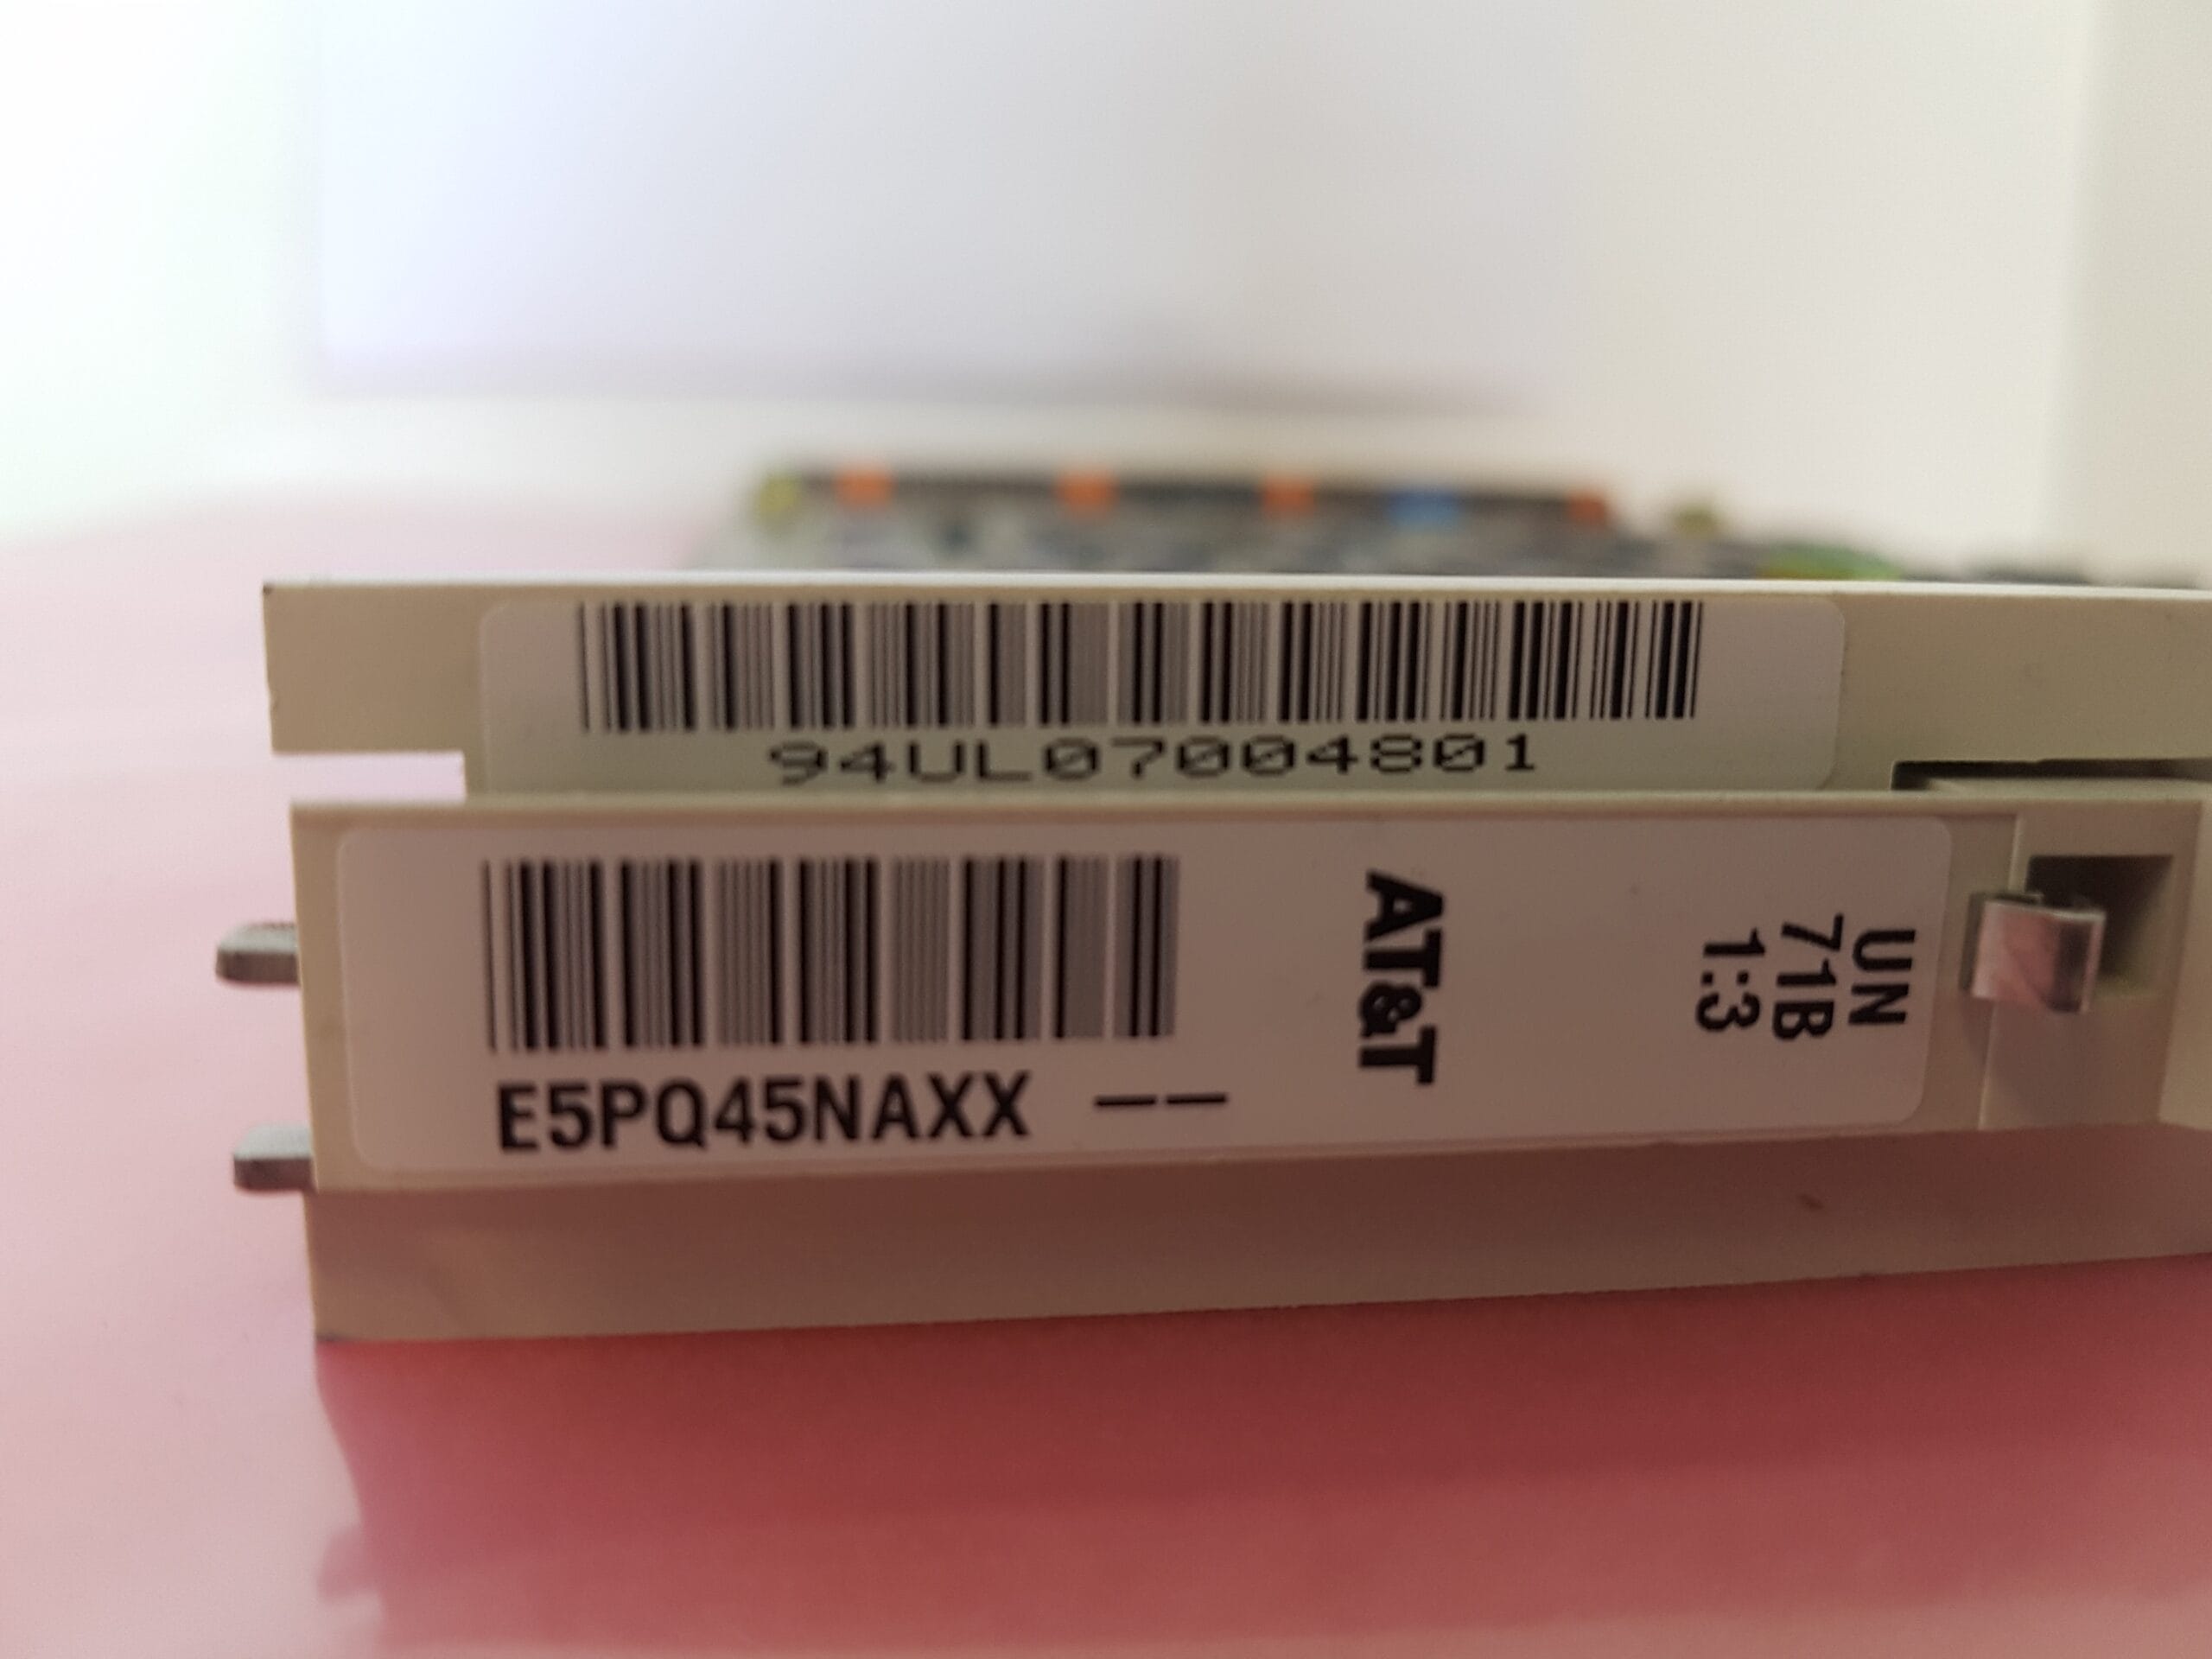 94UL07004801
E5PQ45NAXX --
AT&T
UN
71B
1:3